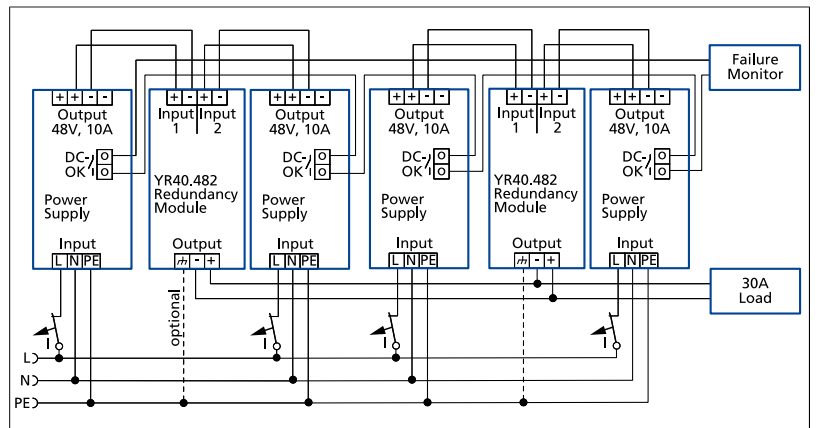 Failure
Monitor
+ + - -
Output
48V, 10A
DC-
OK
Power
Supply
Input
L N PE
+ - + -
Input Input
1 2
YR40.482
Redundancy
Module
Output
- +
+ + - -
Output
48V, 10A
DC-
OK
Power
Supply
Input
L N PE
+ + - -
Output
48V, 10A
DC-
OK
Power
Supply
Input
L N PE
+ - + -
Input Input
1 2
YR40.482
Redundancy
Module
Output
- +
+ + - -
Output
48V, 10A
DC-
OK
Power
Supply
Input
L N PE
30A
Load
optional
I
I
I
I
L
N
PE